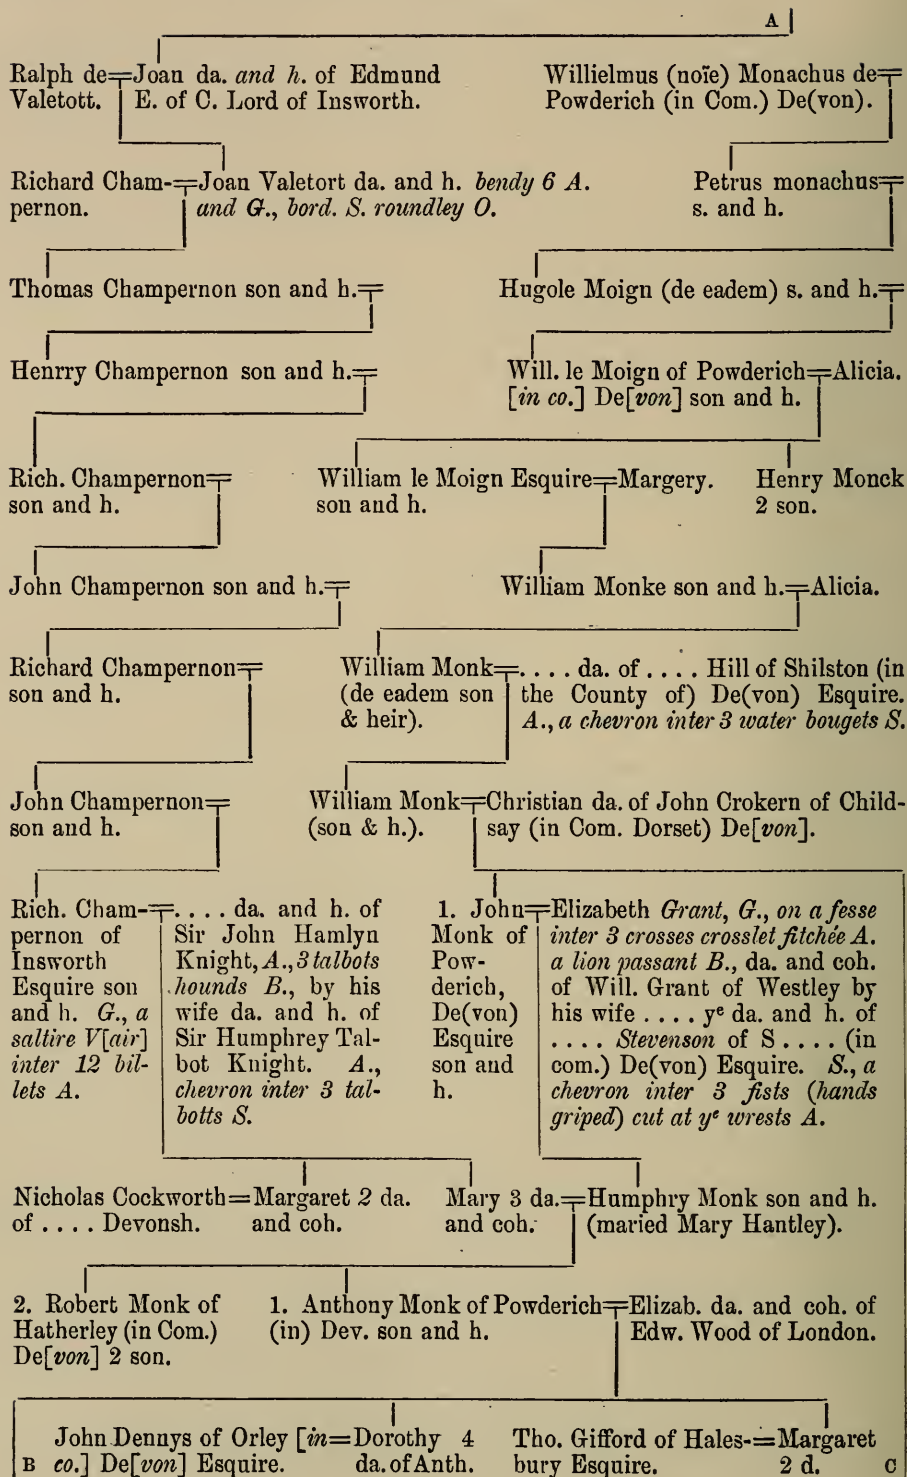 A
Ralph de=Joan da. and h. of Edmund
Valetott. E. of C. Lord of Insworth.
Willielmus (noïe) Monachus de=
Powderich (in Com.) De(von).
Richard Cham-=Joan Valetort da. and h. bendy 6 A.
pernon. and G., bord. S. roundley O.
Petrus monachus=
s. and h.
Thomas Champernon son and h.=
Hugole Moign (de eadem) s. and h.=
Henrry Champernon son and h.=
Will. le Moign of Powderich=Alicia.
[in co.] De[von] son and h.
Rich. Champernon=
son and h.
William le Moign Esquire=Margery.
son and h.
Henry Monck
2 son.
John Champernon son and h.=
William Monke son and h.=Alicia.
Richard Champernon=
son and h.
William Monk=. . . . da. of . . . . Hill of Shilston (in
(de eadem son the County of) De(von) Esquire.
& heir). A., a chevron inter 3 water bougets S.
John Champernon=
son and h.
William Monk=Christian da. of John Crokern of Child-
(son & h.). say (in Com. Dorset) De[von].
Rich. Cham-=. . . . da. and h. of
pernon of Sir John Hamlyn
Insworth Knight, A., 3 talbots
Esquire son hounds B., by his
and h. G., a wife da. and h. of
saltire V[air] Sir Humphrey Tal-
inter 12 bil- bot Knight. A.,
lets A. chevron inter 3 tal-
botts S.
1. John=Elizabeth Grant, G., on a fesse
Monk of inter 3 crosses crosslet fitchée A.
Pow- a lion passant B., da. and coh.
derich, of Will. Grant of Westley by
De(von) his wife . . . . yᵉ da. and h. of
Esquire . . . . Stevenson of S . . . . (in
son and com.) De(von) Esquire. S., a
h. chevron inter 3 fists (hands
griped) cut at yᵉ wrests A.
Nicholas Cockworth=Margaret 2 da.
of . . . . Devonsh. and coh.
Mary 3 da.=Humphry Monk son and h.
and coh. (maried Mary Hantley).
2. Robert Monk of
Hatherley (in Com.)
De[von] 2 son.
1. Anthony Monk of Powderich=Elizab. da. and coh. of
(in) Dev. son and h. Edw. Wood of London.
John Dennys of Orley [in=Dorothy 4
B co.] De[von] Esquire. da. of Anth.
Tho. Gifford of Hales-=Margaret
bury Esquire. 2 d. C